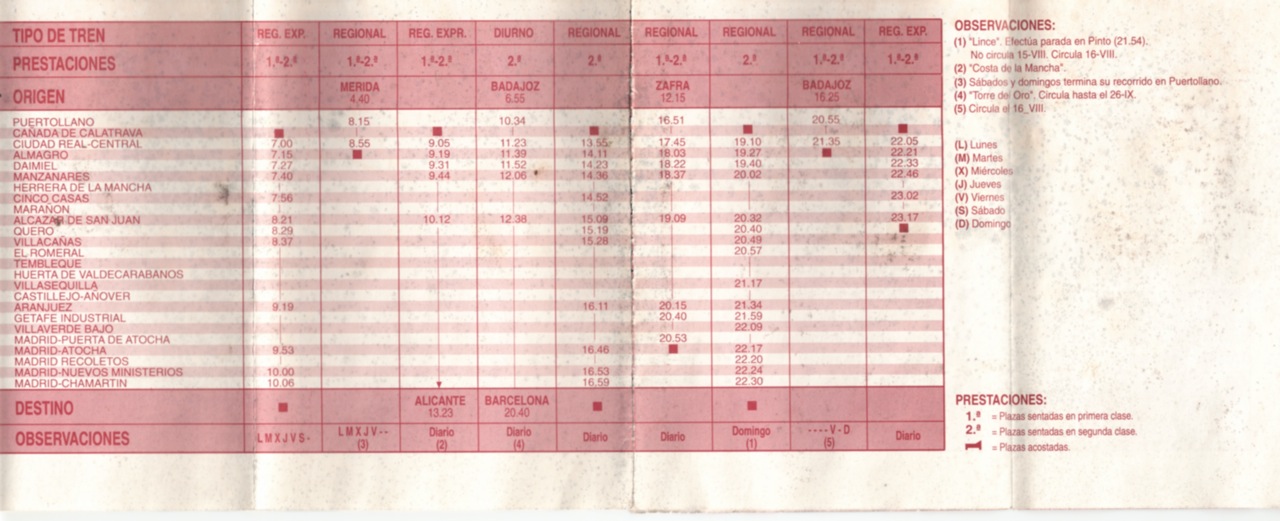 TIPO DE TREN REG. EXP. REGIONAL REG. EXPR. DIURNO REGIONAL REGIONAL REGIONAL REGIONAL REG. EXP.
PRESTACIONES 1.ª-2.ª 1.ª-2.ª 1.ª-2.ª 2.ª 2.ª 1.ª-2.ª 2.ª 1.ª-2.ª 1.ª-2.ª
ORIGEN MERIDA 4.40 BADAJOZ 6.55 ZAFRA 12.15 BADAJOZ 16.25
PUERTOLLANO 8.15 10.34 16.51 20.55
CAÑADA DE CALATRAVA ■ ■ ■ ■ ■
CIUDAD REAL-CENTRAL 7.00 8.55 9.05 11.23 13.55 17.45 19.10 21.35 22.05
ALMAGRO 7.15 ■ 9.19 11.39 14.11 18.03 19.27 ■ 22.21
DAIMIEL 7.27 9.31 11.52 14.23 18.22 19.40 22.33
MANZANARES 7.40 9.44 12.06 14.36 18.37 20.02 22.46
HERRERA DE LA MANCHA
CINCO CASAS 7.56 14.52 23.02
MARAÑON
ALCAZAR DE SAN JUAN 8.21 10.12 12.38 15.09 19.09 20.32 23.17
QUERO 8.29 15.19 20.40 ■
VILLACAÑAS 8.37 15.28 20.49
EL ROMERAL 20.57
TEMBLEQUE
HUERTA DE VALDECARABANOS
VILLASEQUILLA 21.17
CASTILLEJO-AÑOVER
ARANJUEZ 9.19 16.11 20.15 21.34
GETAFE INDUSTRIAL 20.40 21.59
VILLAVERDE BAJO 22.09
MADRID-PUERTA DE ATOCHA 20.53
MADRID-ATOCHA 9.53 16.46 ■ 22.17
MADRID RECOLETOS 22.20
MADRID-NUEVOS MINISTERIOS 10.00 16.53 22.24
MADRID-CHAMARTIN 10.06 16.59 22.30
DESTINO ■ ALICANTE 13.23 BARCELONA 20.40 ■ ■
OBSERVACIONES L M X J V S - L M X J V - - (3) Diario (2) Diario (4) Diario Diario Domingo (1) - - - - V - D (5) Diario
OBSERVACIONES:
(1) "Lince". Efectúa parada en Pinto (21.54).
No circula 15-VIII. Circula 16-VIII.
(2) "Costa de la Mancha".
(3) Sábados y domingos termina su recorrido en Puertollano.
(4) "Torre de Oro". Circula hasta el 26-IX.
(5) Circula el 16_VIII.
(L) Lunes
(M) Martes
(X) Miércoles
(J) Jueves
(V) Viernes
(S) Sábado
(D) Domingo
PRESTACIONES:
1.ª = Plazas sentadas en primera clase.
2.ª = Plazas sentadas en segunda clase.
= Plazas acostadas.